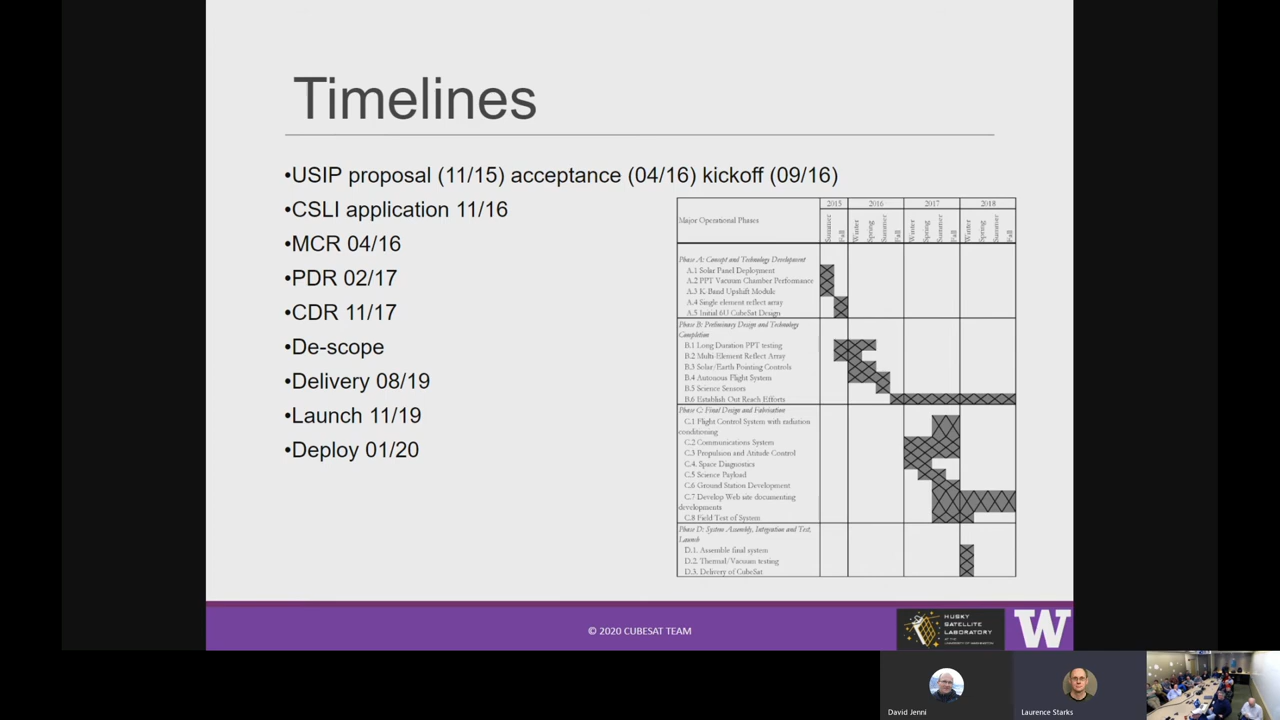 Timelines
•USIP proposal (11/15) acceptance (04/16) kickoff (09/16)
•CSLI application 11/16
•MCR 04/16
•PDR 02/17
•CDR 11/17
•De-scope
•Delivery 08/19
•Launch 11/19
•Deploy 01/20
2015 2016 2017 2018
Major Operational Phases
Summer Fall Winter Spring Summer Fall Winter Spring Summer Fall Winter Spring Summer Fall
Phase A: Concept and Technology Development
A.1 Solar Panel Deployment
A.2 PPT Vacuum Chamber Performance
A.3 K-Band Upshift Module
A.4 Single element reflect array
A.5 Initial 6U CubeSat Design
Phase B: Preliminary Design and Technology
Completion
B.1 Long Duration PPT testing
B.2 Multi-Element Reflect Array
B.3 Solar/Earth Pointing Controls
B.4 Autonous Flight System
B.5 Science Sensors
B.6 Establish Out Reach Efforts
Phase C: Final Design and Fabrication
C.1 Flight Control System with radiation
conditioning
C.2 Communications System
C.3 Propulsion and Atitude Control
C.4. Space Diagnostics
C.5 Science Payload
C.6 Ground Station Development
C.7 Develop Web site documenting
developments
C.8 Field Test of System
Phase D: System Assembly, Integration and Test,
Launch
D.1. Assemble final system
D.2. Thermal/Vacuum testing
D.3. Delivery of CubeSat
© 2020 CUBESAT TEAM
HUSKY
SATELLITE
LABORATORY
AT THE
UNIVERSITY OF WASHINGTON
W
David Jenni
Laurence Starks